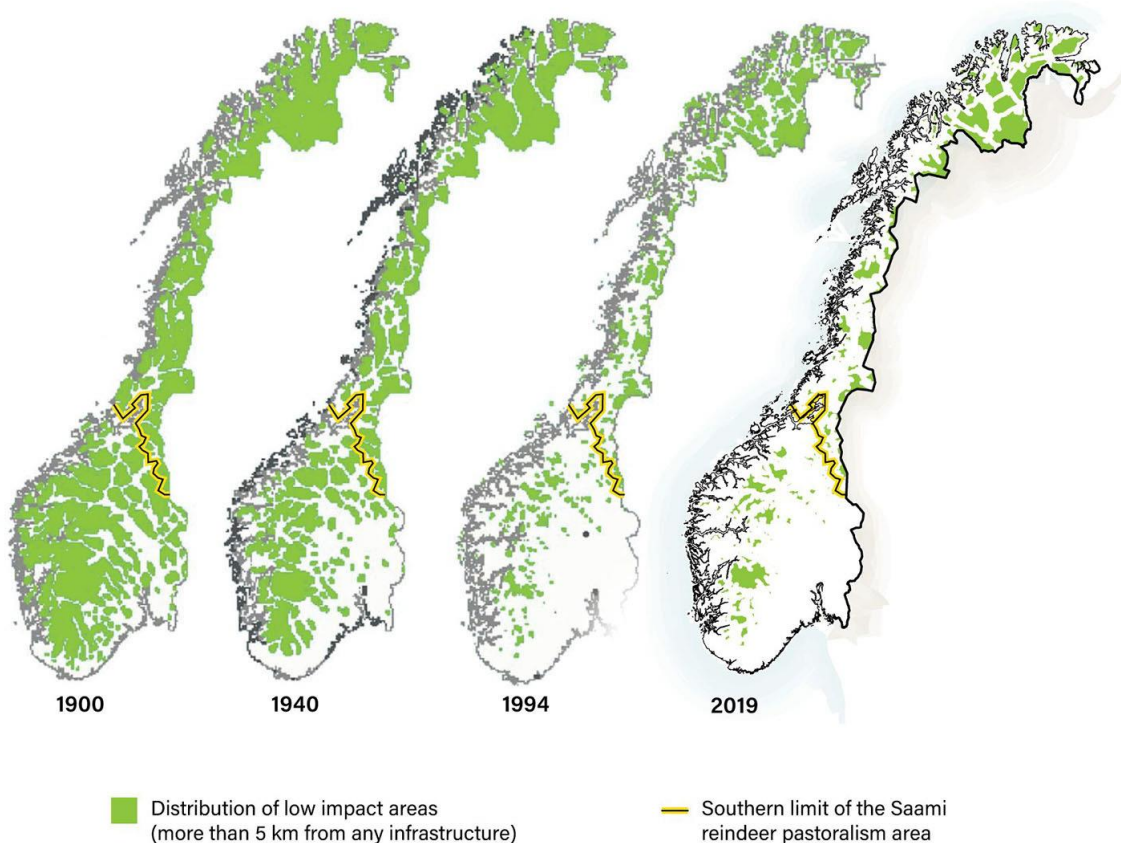 1900
1940
1994
2019
Distribution of low impact areas
(more than 5 km from any infrastructure)
Southern limit of the Saami
reindeer pastoralism area